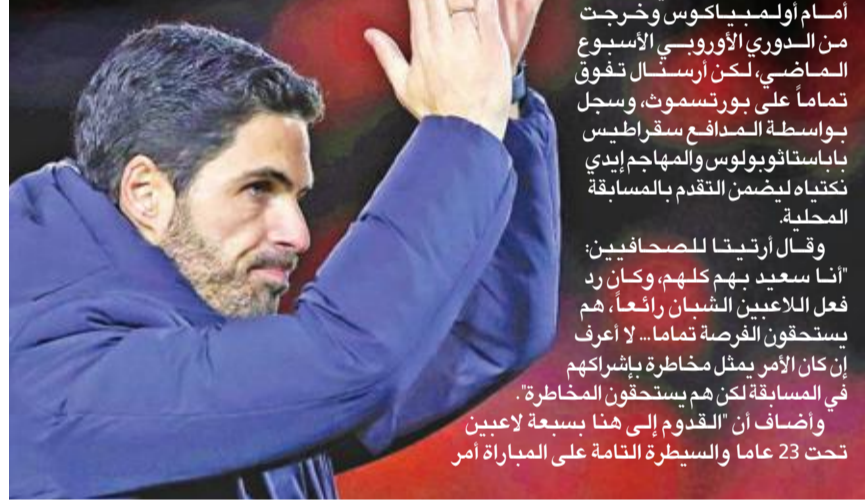 أمام أولمبياكوس وخرجت
من الدوري الأوروبي الأسبوع
الماضي، لكن أرسنال تفوق
تماماً على بورتسموث، وسجل
بواسطة المدافع سقراطيس
باباستاثوبولوس والمهاجم إيدي
نكتياه ليضمن التقدم بالمسابقة
المحلية.
وقال أرتيتا للصحافيين:
"أنا سعيد بهم كلهم، وكان رد
فعل اللاعبين الشبان رائعاً، هم
يستحقون الفرصة تماما... لا أعرف
إن كان الأمر يمثل مخاطرة بإشراكهم
في المسابقة لكن هم يستحقون المخاطرة".
وأضاف أن "القدوم إلى هنا بسبعة لاعبين
تحت 23 عاما والسيطرة التامة على المباراة أمر